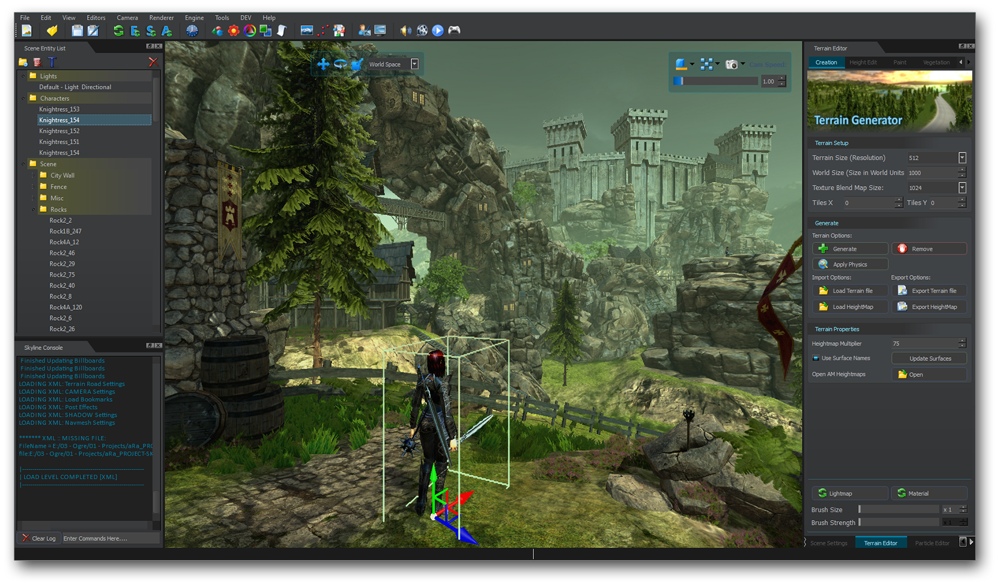 File Edit View Editors Camera Renderer Engine Tools DEV Help
Scene Entity List
Lights
Default - Light Directional
Characters
Knightress_153
Knightress_154
Knightress_152
Knightress_151
Knightress_154
Scene
City Wall
Fence
Misc
Rocks
Rock2_2
Rock1B_247
Rock4A_12
Rock2_46
Rock2_29
Rock2_75
Rock2_40
Rock2_8
Rock4A_120
Rock2_6
Rock2_26
Skyline Console
Finished Updating Billboards
Finished Updating Billboards
Finished Updating Billboards
LOADING XML: Terrain Road Settings
LOADING XML: CAMERA Settings
LOADING XML: Load Bookmarks
LOADING XML: Post Effects
LOADING XML: SHADOW Settings
LOADING XML: Navmesh Settings
******* XML :: MISSING FILE:
FileName = E:/03 - Ogre/01 - Projects/aRa_PRO
file:E:/03 - Ogre/01 - Projects/aRa_PROJECT-SK
|------------------------------------------------
| LOAD LEVEL COMPLETED [XML]
|------------------------------------------------
Clear Log Enter Commands Here....
World Space
Cam Speed:
1.00
Terrain Editor
Creation Height Edit Paint Vegetation
Terrain Generator
Terrain Setup
Terrain Size (Resolution) 512
World Size (Size in World Units 1000
Texture Blend Map Size: 1024
Tiles X 0 Tiles Y 0
Generate
Terrain Options:
Generate Remove
Apply Physics
Import Options: Export Options:
Load Terrain file Export Terrain file
Load HeightMap Export HeightMap
Terrain Properties
Heightmap Multiplier 75
Use Surface Names Update Surfaces
Open AM Heightmaps Open
Lightmap Material
Brush Size x 1
Brush Strength x 1
Scene Settings Terrain Editor Particle Editor